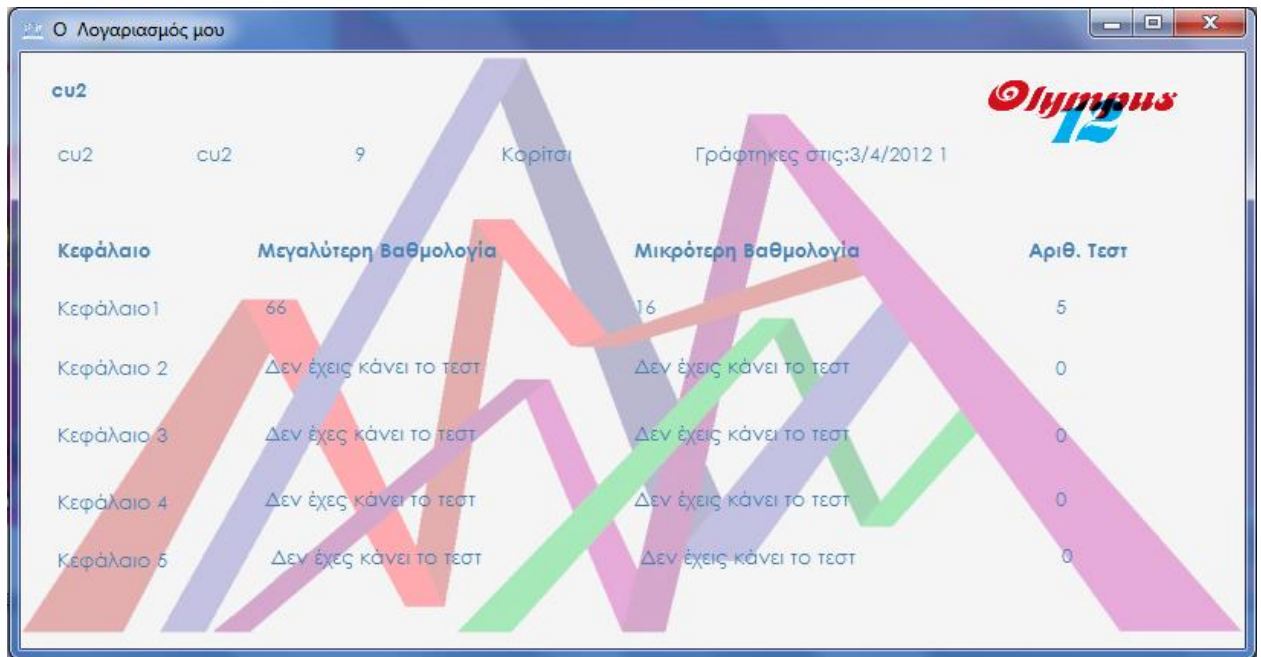 Ο Λογαριασμός μου
cu2
Olympus
12
cu2 cu2 9 Κορίτσι Γράφτηκες στις:3/4/2012 1
Κεφάλαιο Μεγαλύτερη Βαθμολογία Μικρότερη Βαθμολογία Αριθ. Τεστ
Κεφάλαιο1 66 16 5
Κεφάλαιο 2 Δεν έχεις κάνει το τεστ Δεν έχεις κάνει το τεστ 0
Κεφάλαιο 3 Δεν έχες κάνει το τεστ Δεν έχεις κάνει το τεστ 0
Κεφάλαιο 4 Δεν έχες κάνει το τεστ Δεν έχεις κάνει το τεστ 0
Κεφάλαιο 5 Δεν έχες κάνει το τεστ Δεν έχεις κάνει το τεστ 0